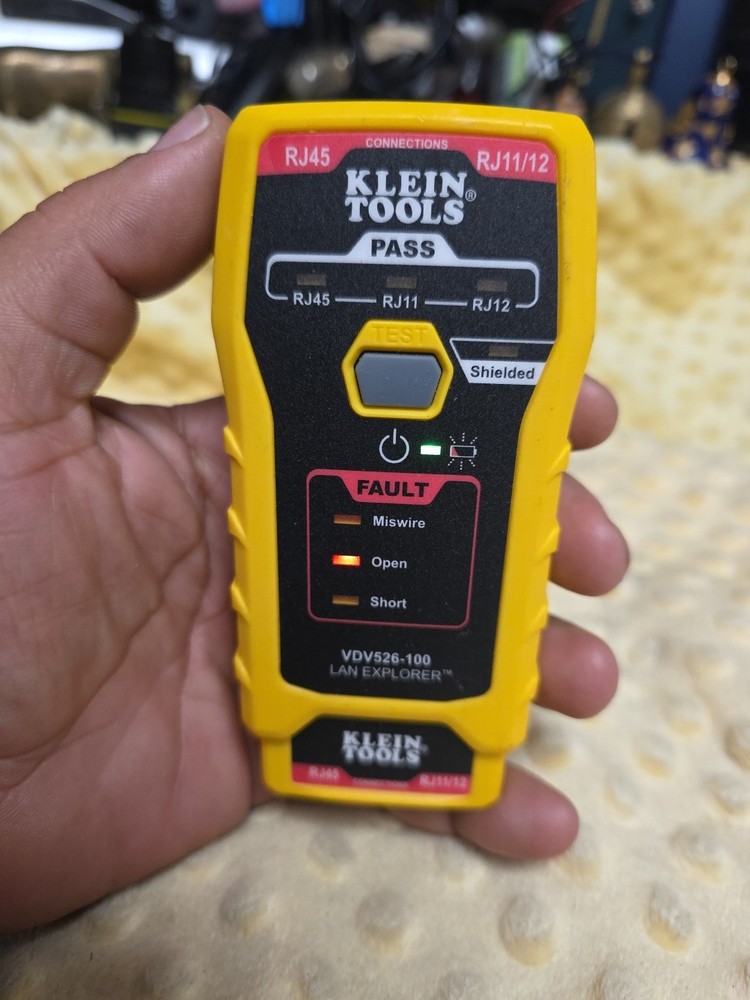 CONNECTIONS
RJ45 RJ11/12
KLEIN
TOOLS®
PASS
RJ45 RJ11 RJ12
TEST
Shielded
FAULT
Miswire
Open
Short
VDV526-100
LAN EXPLORER™
KLEIN
TOOLS®
RJ45 CONNECTIONS RJ11/12